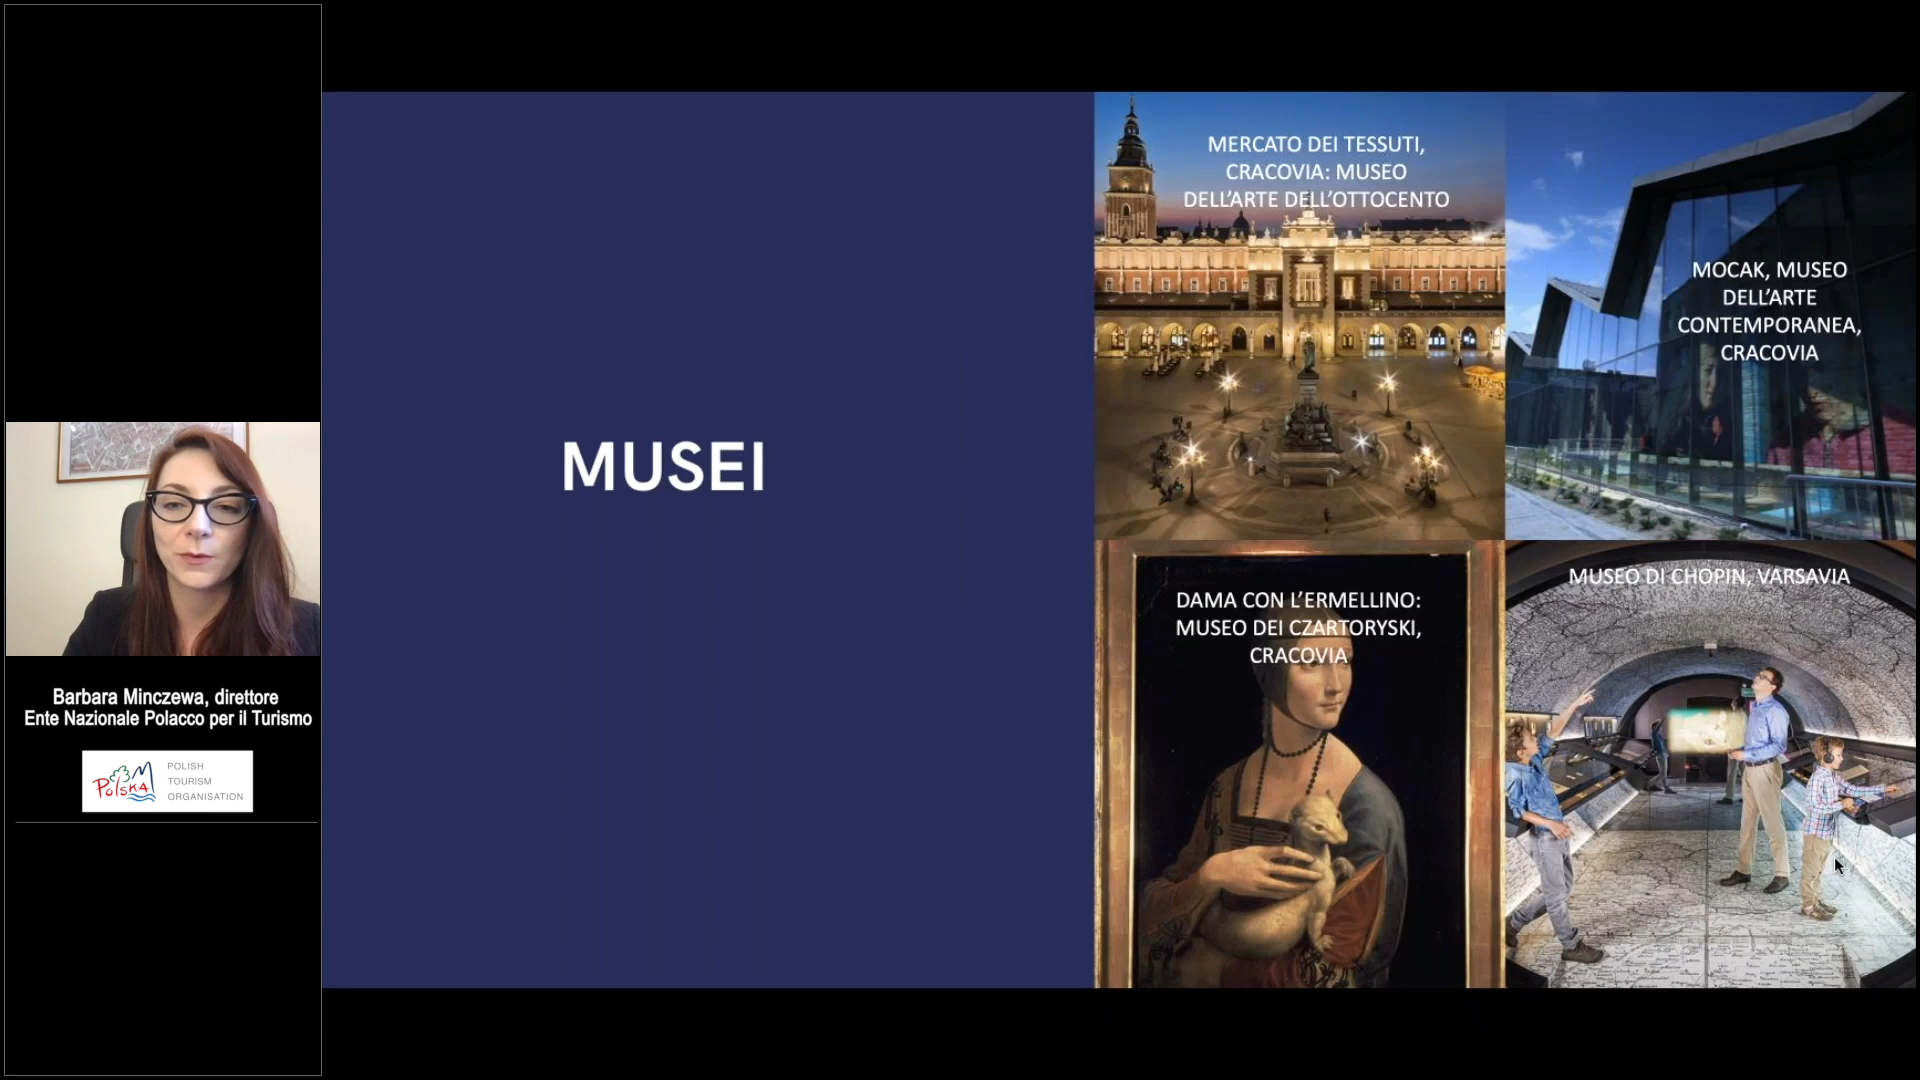 Barbara Minczewa, direttore
Ente Nazionale Polacco per il Turismo
POLSKA
POLISH
TOURISM
ORGANISATION
MUSEI
MERCATO DEI TESSUTI,
CRACOVIA: MUSEO
DELL’ARTE DELL’OTTOCENTO
MOCAK, MUSEO
DELL’ARTE
CONTEMPORANEA,
CRACOVIA
DAMA CON L’ERMELLINO:
MUSEO DEI CZARTORYSKI,
CRACOVIA
MUSEO DI CHOPIN, VARSAVIA